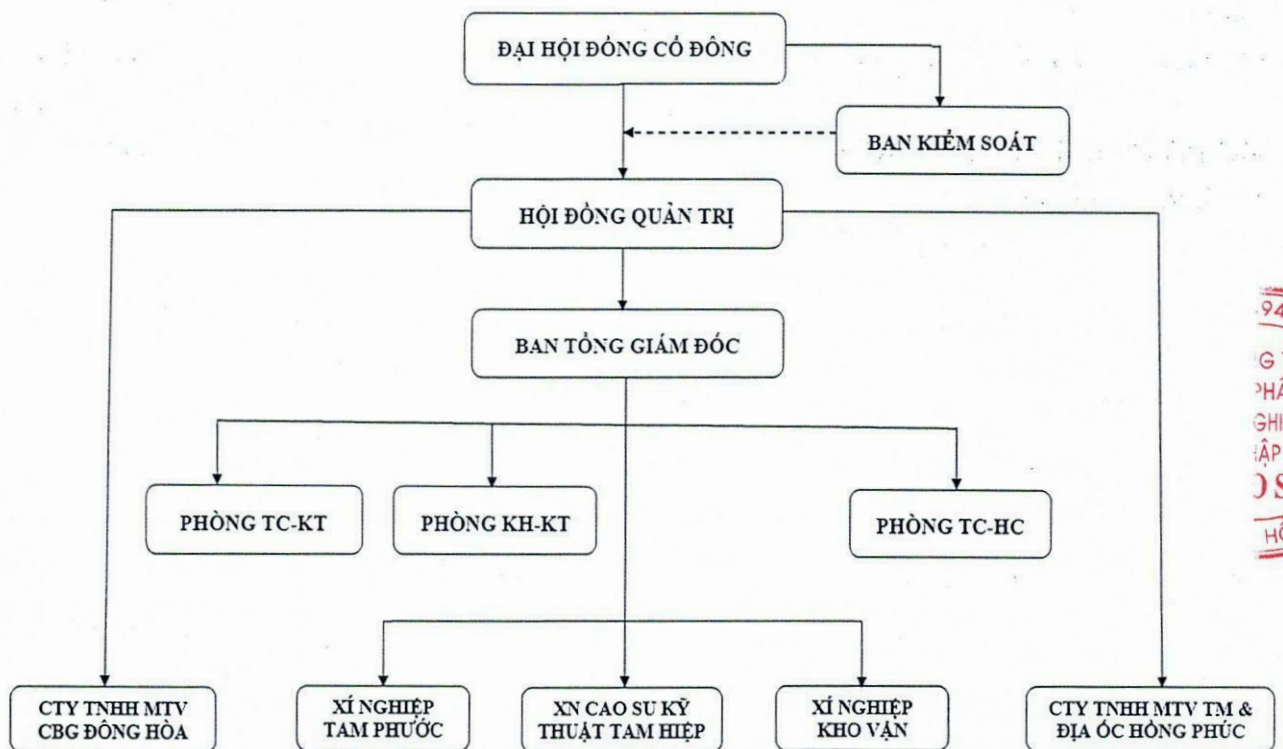 ĐẠI HỘI ĐỒNG CỔ ĐÔNG
BAN KIỂM SOÁT
HỘI ĐỒNG QUẢN TRỊ
BAN TỔNG GIÁM ĐỐC
PHÒNG TC-KT
PHÒNG KH-KT
PHÒNG TC-HC
CTY TNHH MTV
CBG ĐÔNG HÒA
XÍ NGHIỆP
TAM PHƯỚC
XN CAO SU KỸ
THUẬT TAM HIỆP
XÍ NGHIỆP
KHO VẬN
CTY TNHH MTV TM &
ĐỊA ỐC HỒNG PHÚC
94